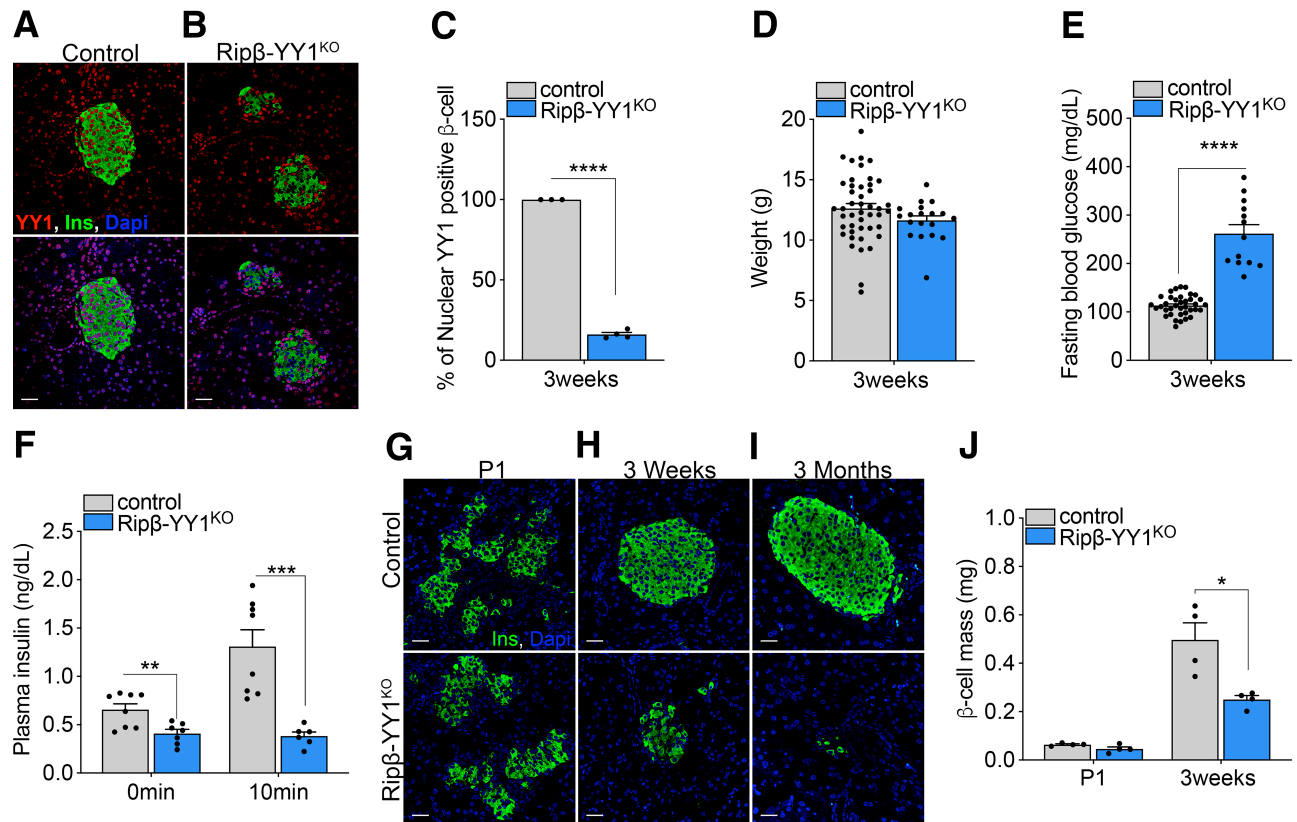 A
B
Control
Ripβ-YY1KO
YY1, Ins, Dapi
C
control
Ripβ-YY1KO
% of Nuclear YY1 positive β-cell
150
100
50
0
****
3weeks
D
control
Ripβ-YY1KO
Weight (g)
20
15
10
5
0
3weeks
E
control
Ripβ-YY1KO
Fasting blood glucose (mg/dL)
500
400
300
200
100
0
****
3weeks
F
control
Ripβ-YY1KO
Plasma insulin (ng/dL)
2.5
2.0
1.5
1.0
0.5
0.0
**
***
0min
10min
G
H
I
P1
3 Weeks
3 Months
Control
Ins, Dapi
Ripβ-YY1KO
J
control
Ripβ-YY1KO
β-cell mass (mg)
1.0
0.8
0.6
0.4
0.2
0.0
*
P1
3weeks